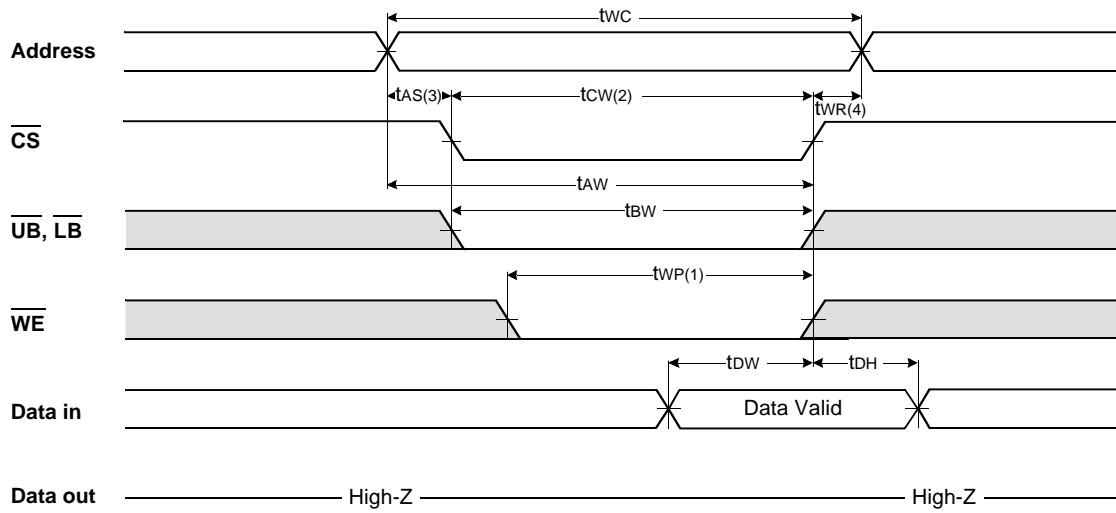 tWC
Address
tAS(3) tCW(2) tWR(4)
CS
tAW
UB, LB
tBW
tWP(1)
WE
tDW tDH
Data in Data Valid
Data out High-Z High-Z